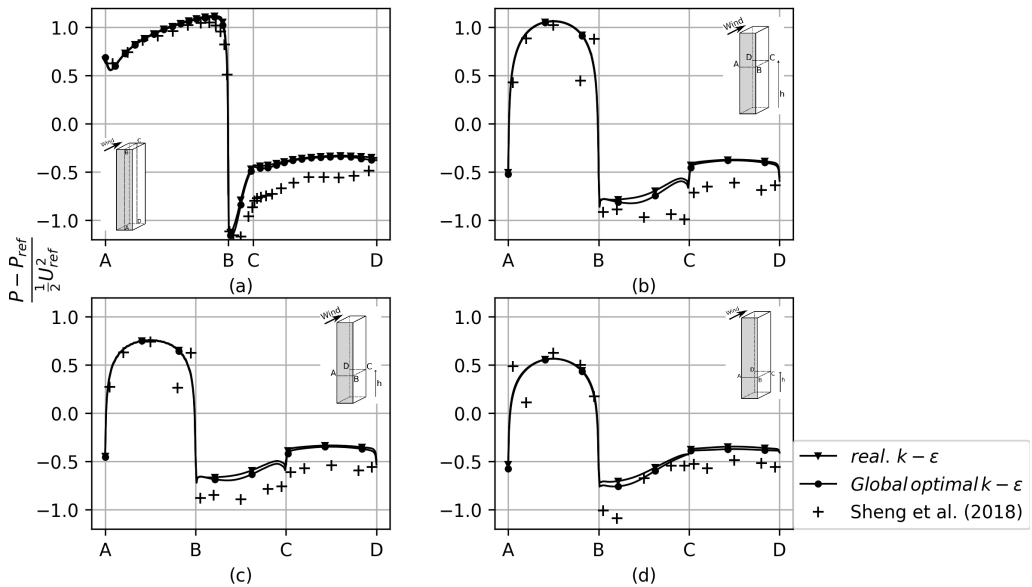 P − P_ref
½U²_ref
1.0
0.5
0.0
−0.5
−1.0
A B C D
(a)
Wind
B C
D
A
1.0
0.5
0.0
−0.5
−1.0
A B C D
(b)
Wind
D C
A B
h
1.0
0.5
0.0
−0.5
−1.0
A B C D
(c)
Wind
D C
A B
h
1.0
0.5
0.0
−0.5
−1.0
A B C D
(d)
Wind
D C
A B
h
real. k − ε
Global optimal k − ε
Sheng et al. (2018)